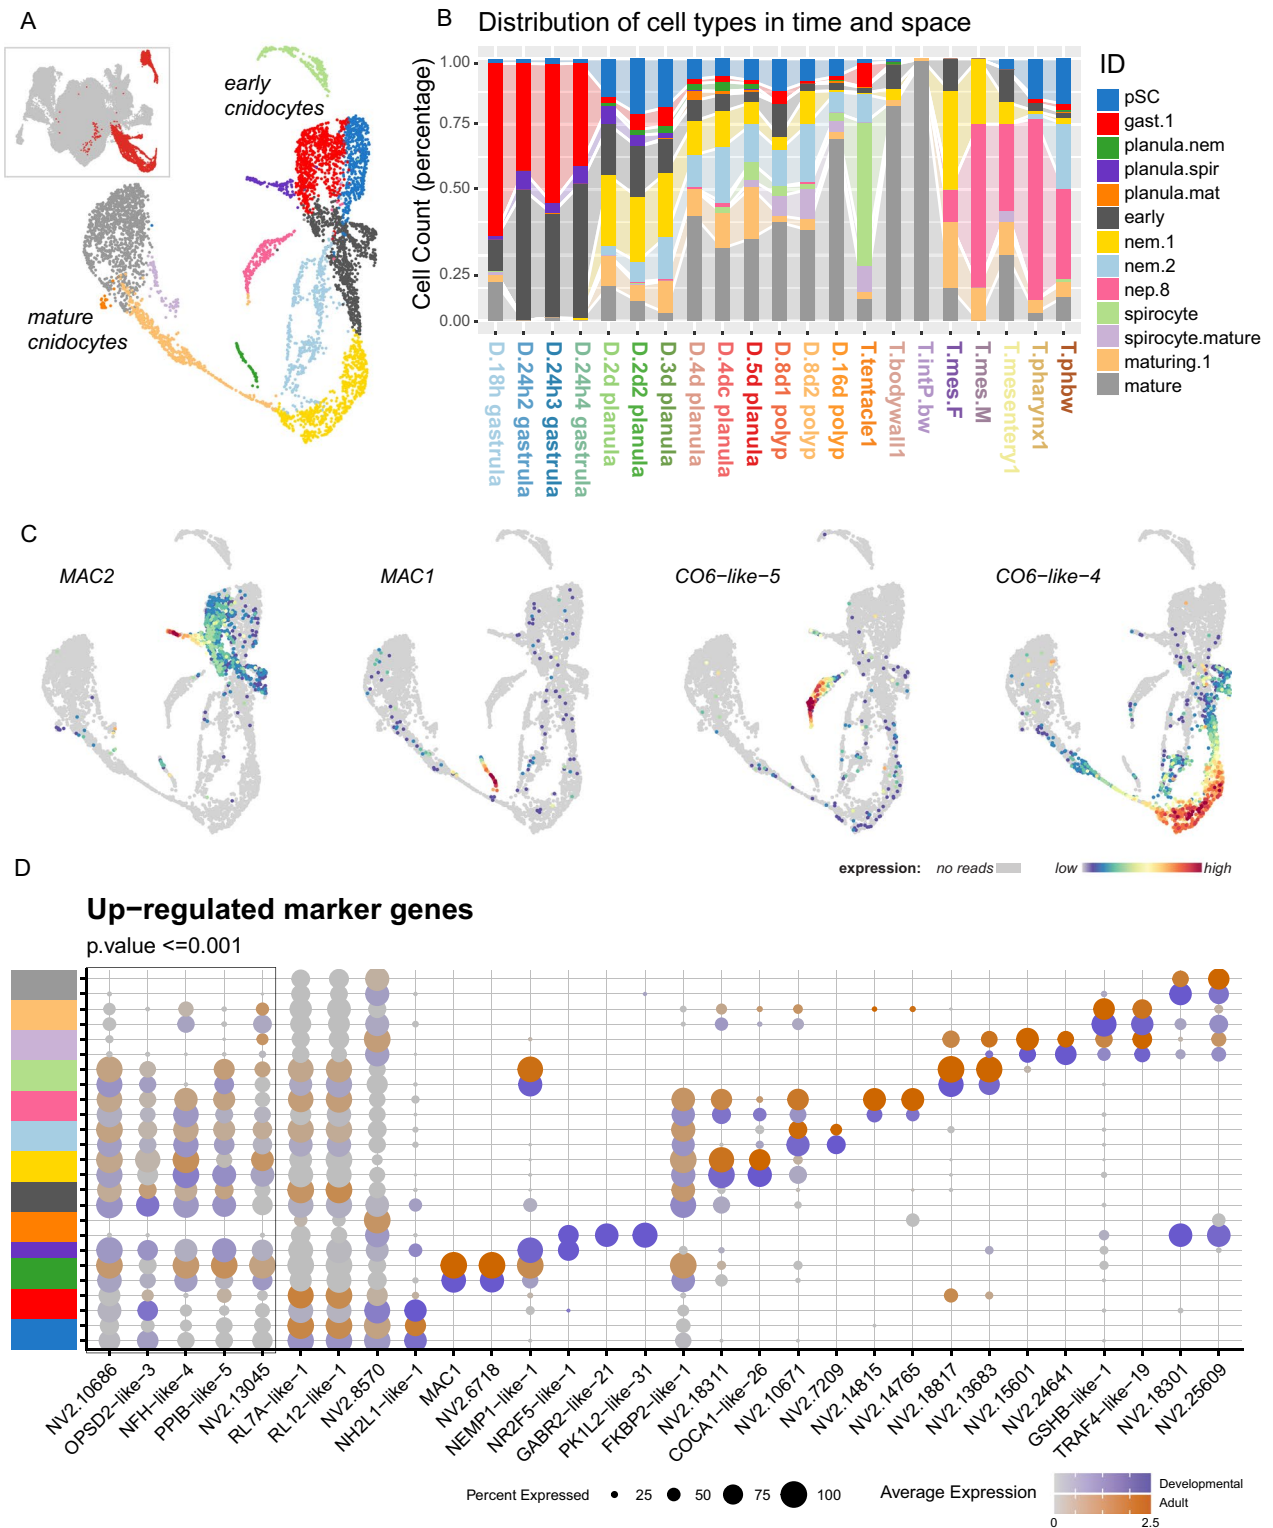 A
early
cnidocytes
mature
cnidocytes
B
Distribution of cell types in time and space
Cell Count (percentage)
1.00
0.75
0.50
0.25
0.00
D.18h gastrula
D.24h2 gastrula
D.24h3 gastrula
D.24h4 gastrula
D.2d planula
D.2d2 planula
D.3d planula
D.4d planula
D.4dc planula
D.5d planula
D.8d1 polyp
D.8d2 polyp
D.16d polyp
T.tentacle1
T.bodywall1
T.intP.bw
T.mes.F
T.mes.M
T.mesentery1
T.pharynx1
T.phbw
ID
pSC
gast.1
planula.nem
planula.spir
planula.mat
early
nem.1
nem.2
nep.8
spirocyte
spirocyte.mature
maturing.1
mature
C
MAC2
MAC1
CO6−like−5
CO6−like−4
expression: no reads low high
D
Up−regulated marker genes
p.value <=0.001
NV2.10686
OPSD2−like−3
NFH−like−4
PPIB−like−5
NV2.13045
RL7A−like−1
RL12−like−1
NV2.8570
NH2L1−like−1
MAC1
NV2.6718
NEMP1−like−1
NR2F5−like−1
GABR2−like−21
PK1L2−like−31
FKBP2−like−1
NV2.18311
COCA1−like−26
NV2.10671
NV2.7209
NV2.14815
NV2.14765
NV2.18817
NV2.13683
NV2.15601
NV2.24641
GSHB−like−1
TRAF4−like−19
NV2.18301
NV2.25609
Percent Expressed 25 50 75 100
Average Expression
Developmental
Adult
0 2.5